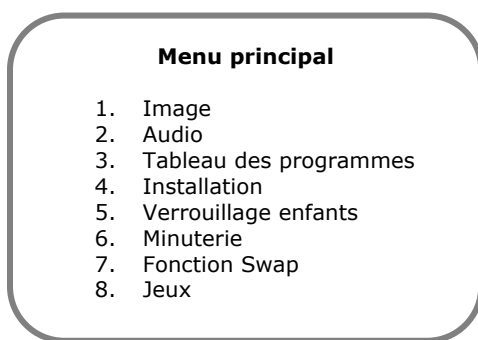 Menu principal
1. Image
2. Audio
3. Tableau des programmes
4. Installation
5. Verrouillage enfants
6. Minuterie
7. Fonction Swap
8. Jeux